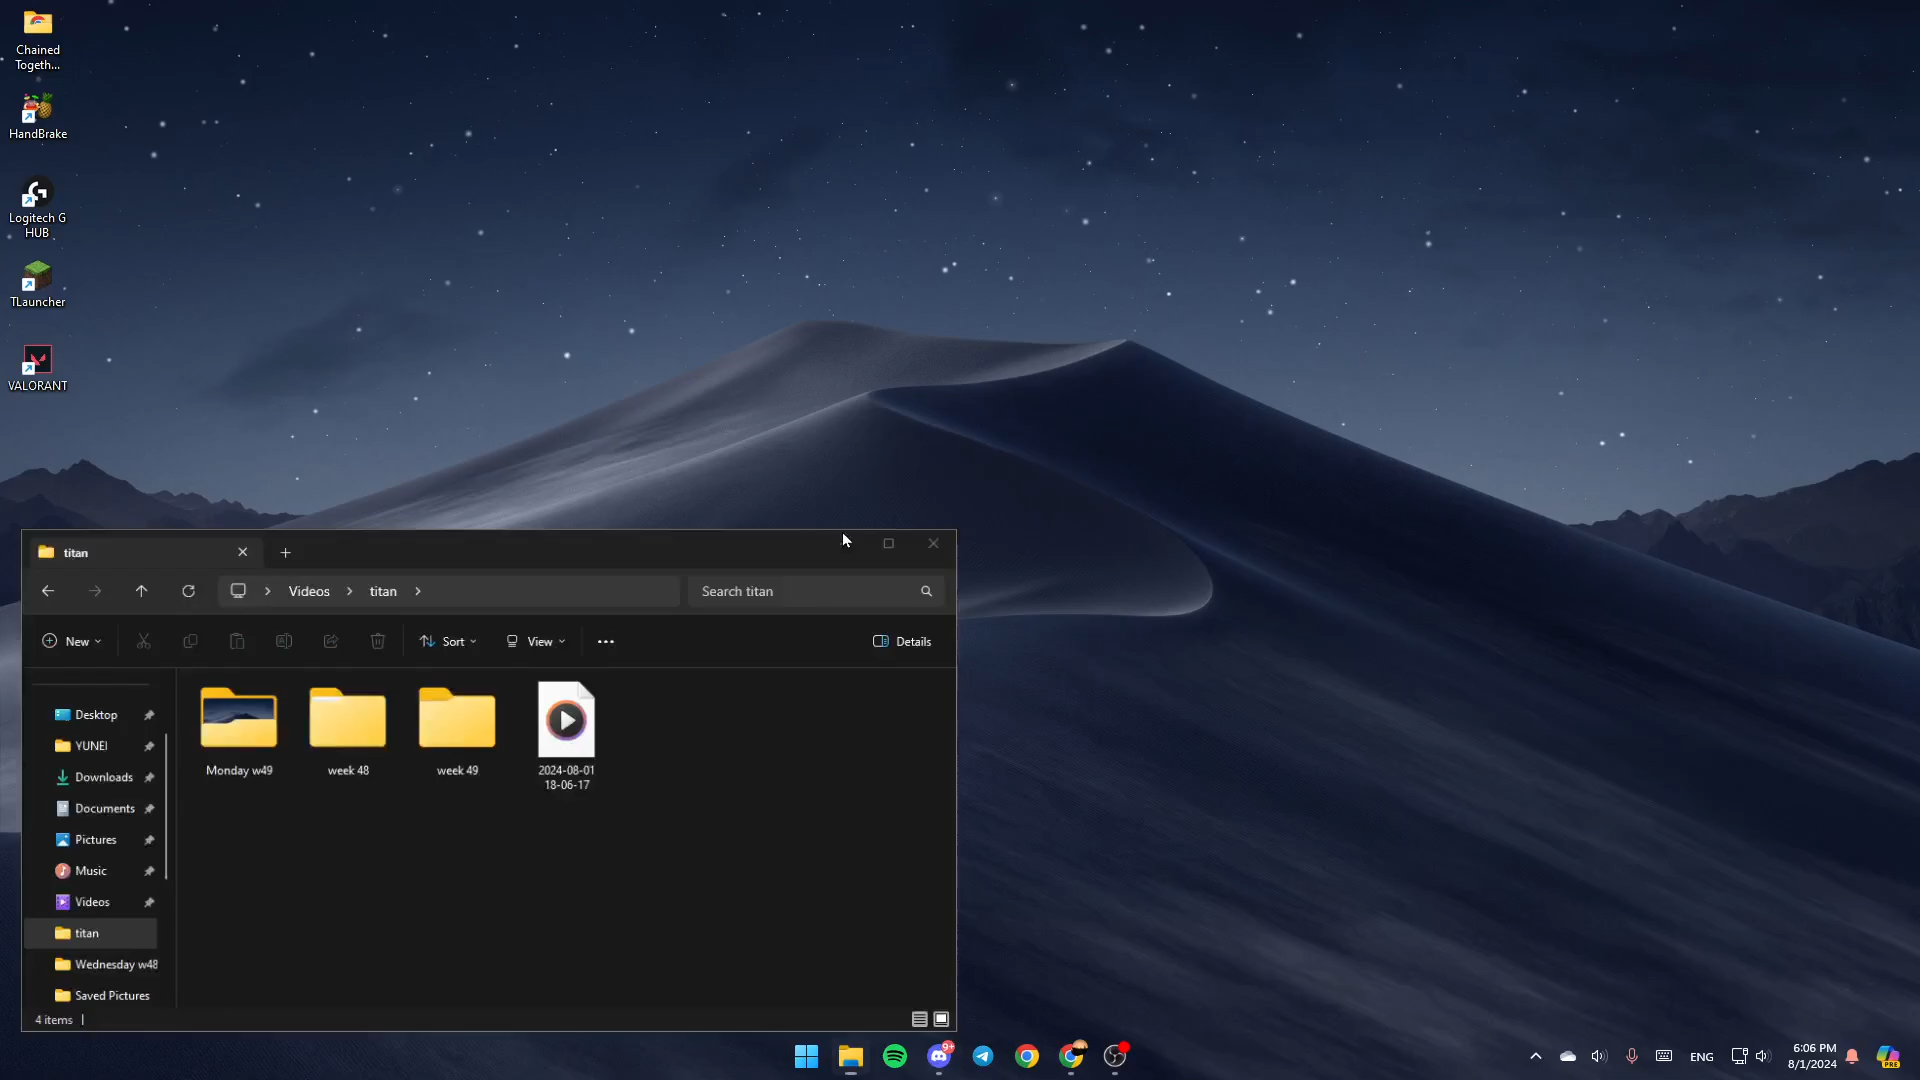 Chained
Togeth...
HandBrake
Logitech G
HUB
TLauncher
VALORANT
titan
Videos
titan
Search titan
New
Sort
View
Details
Desktop
YUNEI
Downloads
Documents
Pictures
Music
Videos
titan
Wednesday w48
Saved Pictures
Monday w49
week 48
week 49
2024-08-01
18-06-17
4 items
9+
ENG
6:06 PM
8/1/2024
PRE